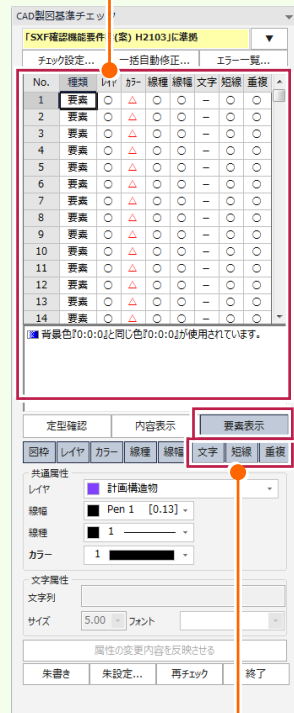 CAD製図基準チェッ
「SXF確認機能要件 (案) H2103」に準拠 ▼
チェック設定... 一括自動修正... エラー一覧...
No. 種類 レイヤ ｶﾗｰ 線種 線幅 文字 短線 重複
1 要素 ○ △ ○ ○ － ○ ○
2 要素 ○ △ ○ ○ － ○ ○
3 要素 ○ △ ○ ○ － ○ ○
4 要素 ○ △ ○ ○ － ○ ○
5 要素 ○ △ ○ ○ － ○ ○
6 要素 ○ △ ○ ○ － ○ ○
7 要素 ○ △ ○ ○ － ○ ○
8 要素 ○ △ ○ ○ － ○ ○
9 要素 ○ △ ○ ○ － ○ ○
10 要素 ○ △ ○ ○ － ○ ○
11 要素 ○ △ ○ ○ － ○ ○
12 要素 ○ △ ○ ○ － ○ ○
13 要素 ○ △ ○ ○ － ○ ○
14 要素 ○ △ ○ ○ － ○ ○
背景色『0:0:0』と同じ色『0:0:0』が使用されています。
定型確認 内容表示 要素表示
図枠 レイヤ カラー 線種 線幅 文字 短線 重複
共通属性
レイヤ 計画構造物
線幅 Pen 1 [0.13]
線種 1
カラー 1
文字属性
文字列
サイズ 5.00 フォント
属性の変更内容を反映させる
朱書き 朱設定... 再チェック 終了